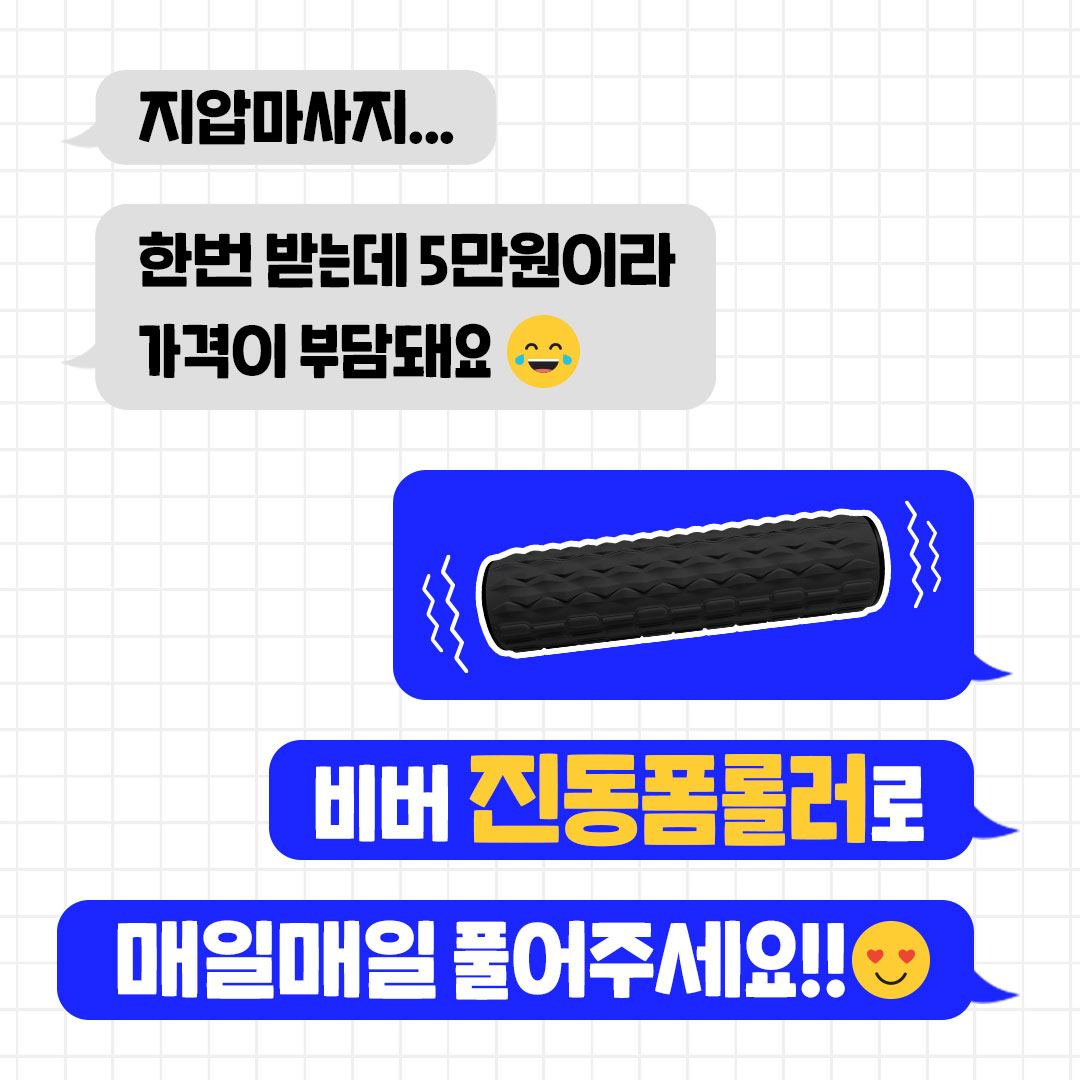 지압마사지...
한번 받는데 5만원이라
가격이 부담돼요 😂
비버 진동폼롤러로
매일매일 풀어주세요!!😍